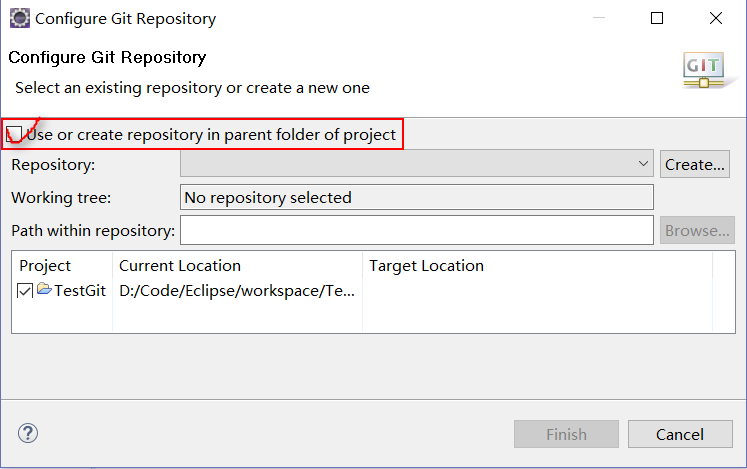 Configure Git Repository
Configure Git Repository
Select an existing repository or create a new one
GIT
Use or create repository in parent folder of project
Repository: Create...
Working tree: No repository selected
Path within repository: Browse...
Project Current Location Target Location
TestGit D:/Code/Eclipse/workspace/Te...
? Finish Cancel